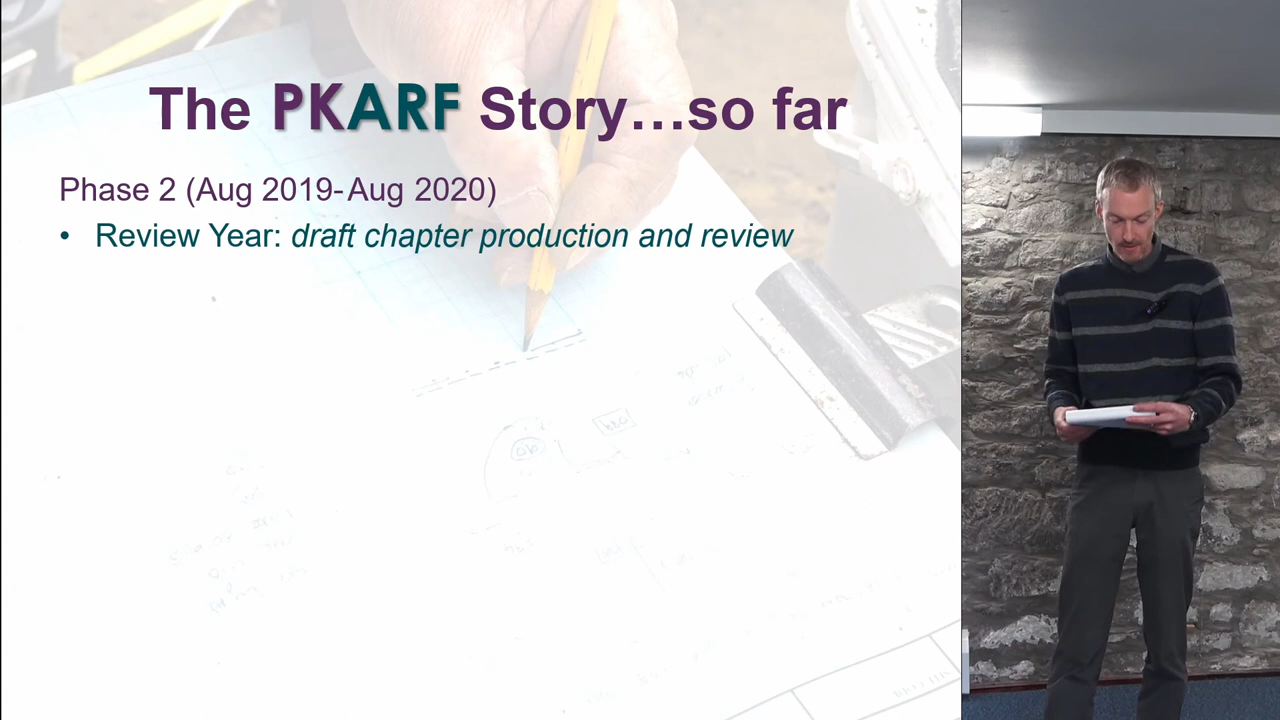 The PKARF Story…so far
Phase 2 (Aug 2019-Aug 2020)
• Review Year: draft chapter production and review